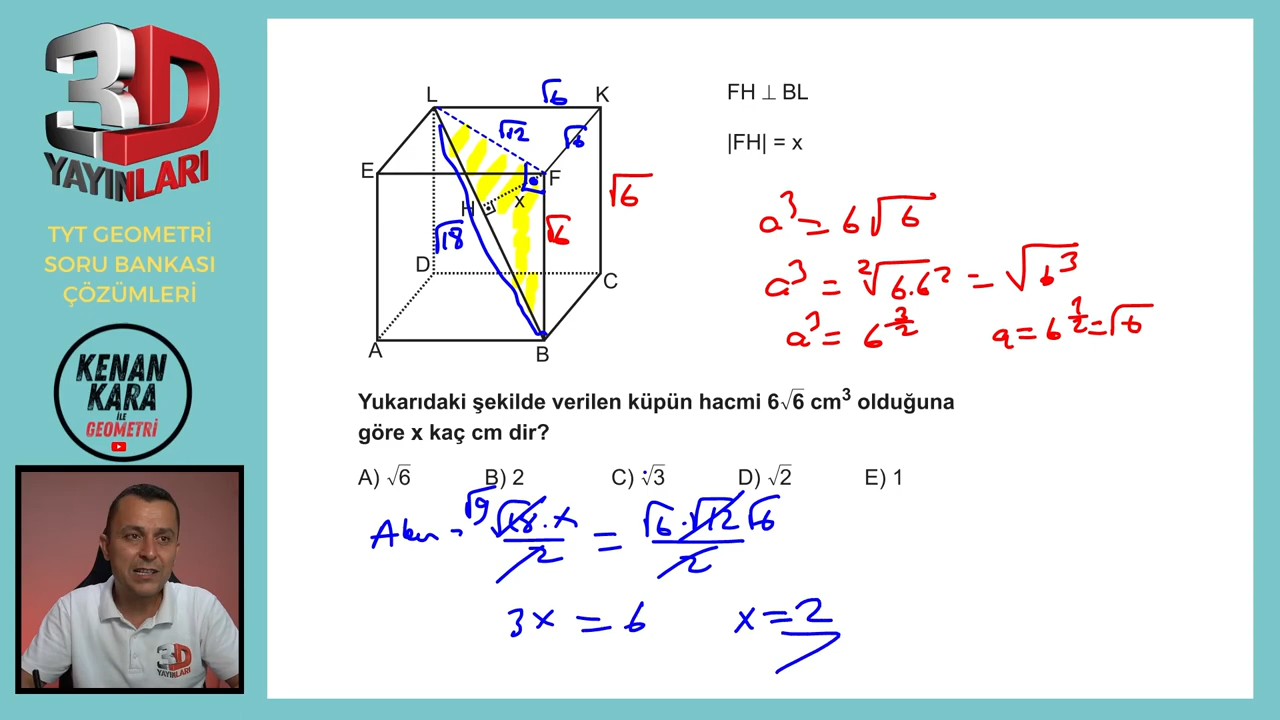 3D
YAYINLARI
TYT GEOMETRİ
SORU BANKASI
ÇÖZÜMLERİ
KENAN
KARA
İLE
GEOMETRİ
3D
YAYINLARI
L
√6
K
√12
√6
E
F
H
x
√6
√6
√18
D
C
A
B
FH ⊥ BL
|FH| = x
a³ = 6√6
a³ = ²√6.6² = √6³
a³ = 6^(3/2) a = 6^(1/2) = √6
Yukarıdaki şekilde verilen küpün hacmi 6√6 cm³ olduğuna
göre x kaç cm dir?
A) √6 B) 2 C) √3 D) √2 E) 1
Alan = √9 √18 . x / 2 = √6 . √12 √6 / 2
3x = 6 x = 2